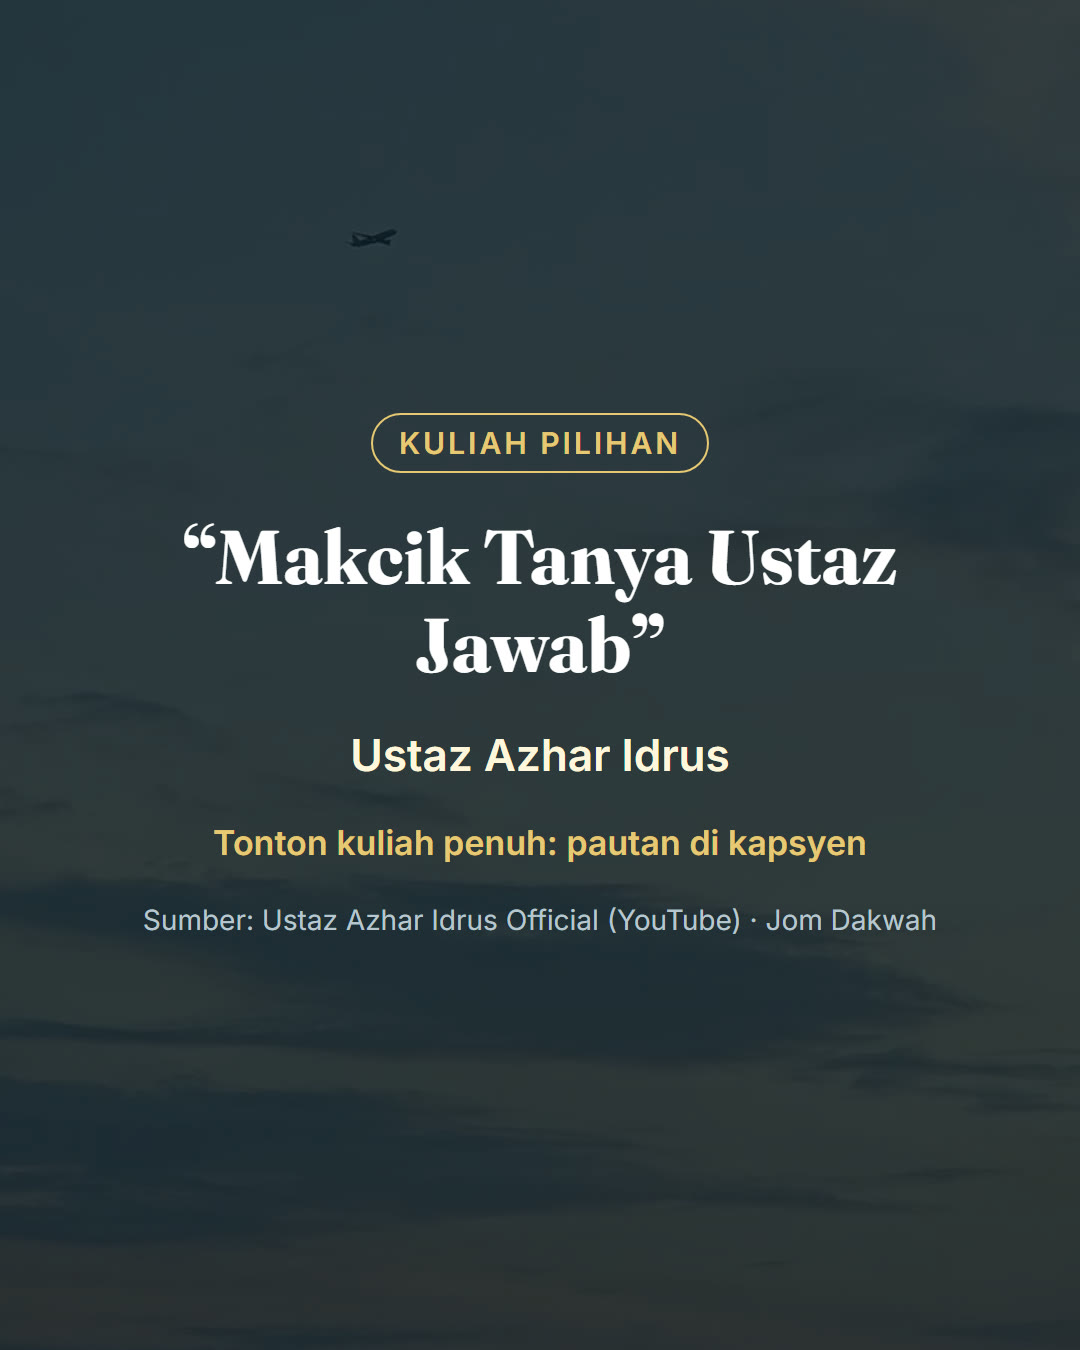 KULIAH PILIHAN
“Makcik Tanya Ustaz
Jawab”
Ustaz Azhar Idrus
Tonton kuliah penuh: pautan di kapsyen
Sumber: Ustaz Azhar Idrus Official (YouTube) · Jom Dakwah